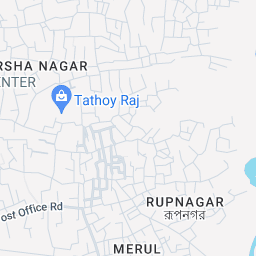 RSHA NAGAR
ENTER
Tathoy Raj
RUPNAGAR
রূপনগর
ost Office Rd
MERUL